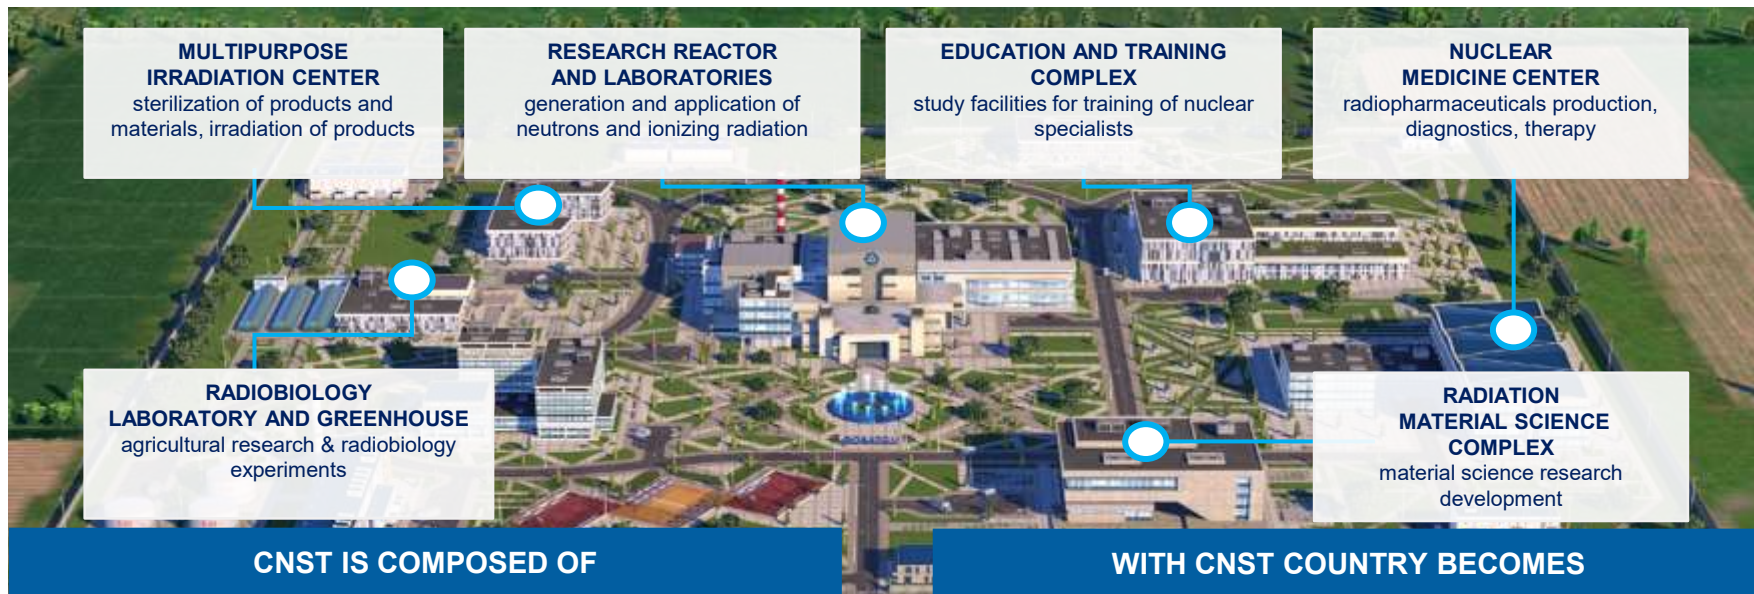 MULTIPURPOSE
IRRADIATION CENTER
sterilization of products and
materials, irradiation of products
RESEARCH REACTOR
AND LABORATORIES
generation and application of
neutrons and ionizing radiation
EDUCATION AND TRAINING
COMPLEX
study facilities for training of nuclear
specialists
NUCLEAR
MEDICINE CENTER
radiopharmaceuticals production,
diagnostics, therapy
RADIOBIOLOGY
LABORATORY AND GREENHOUSE
agricultural research & radiobiology
experiments
RADIATION
MATERIAL SCIENCE
COMPLEX
material science research
development
CNST IS COMPOSED OF
WITH CNST COUNTRY BECOMES